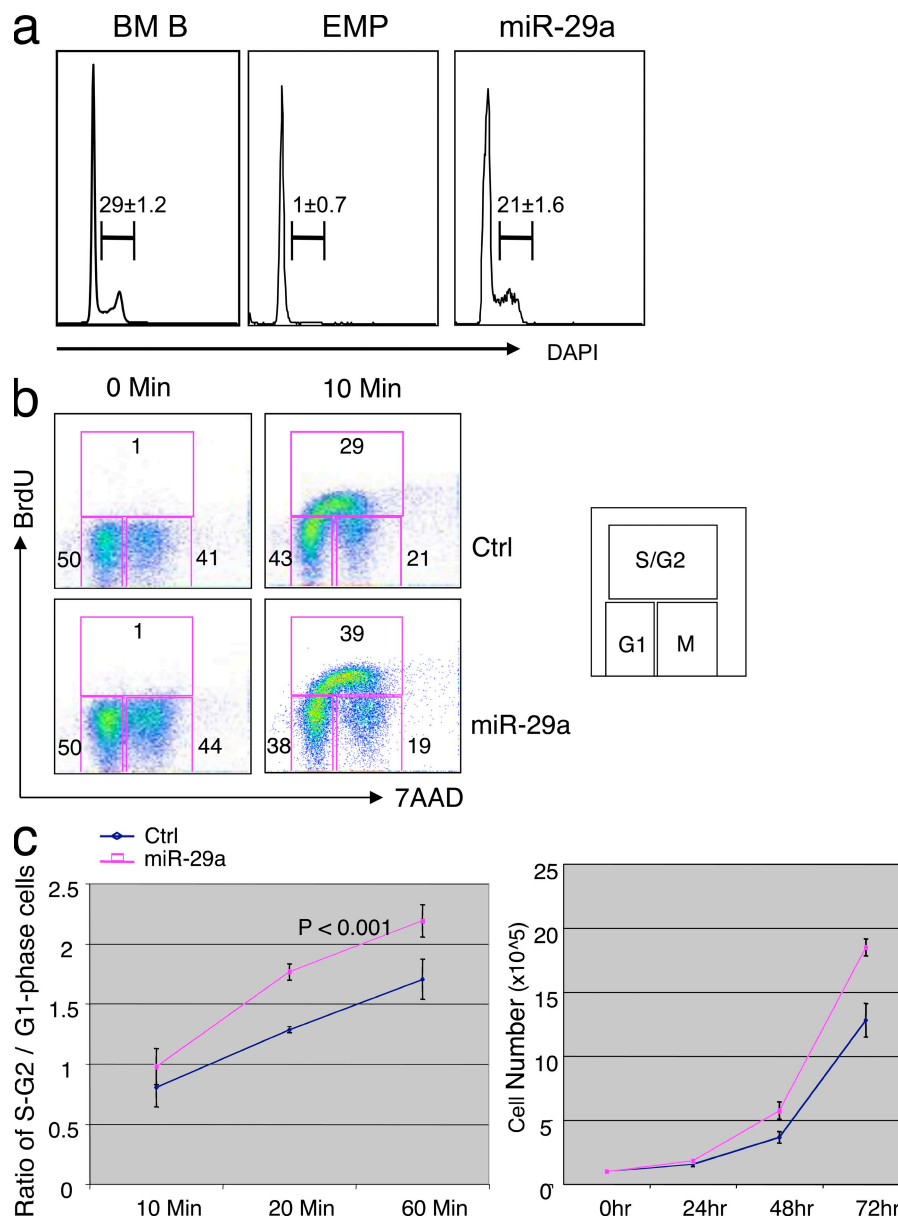 a
BM B
EMP
miR-29a
29±1.2
1±0.7
21±1.6
DAPI
b
0 Min
10 Min
BrdU
1
50
41
29
43
21
Ctrl
1
50
44
39
38
19
miR-29a
7AAD
S/G2
G1
M
c
Ctrl
miR-29a
Ratio of S-G2 / G1-phase cells
2.5
2
1.5
1
0.5
0
P < 0.001
10 Min
20 Min
60 Min
Cell Number (x10^5)
25
20
15
10
5
0
0hr
24hr
48hr
72hr